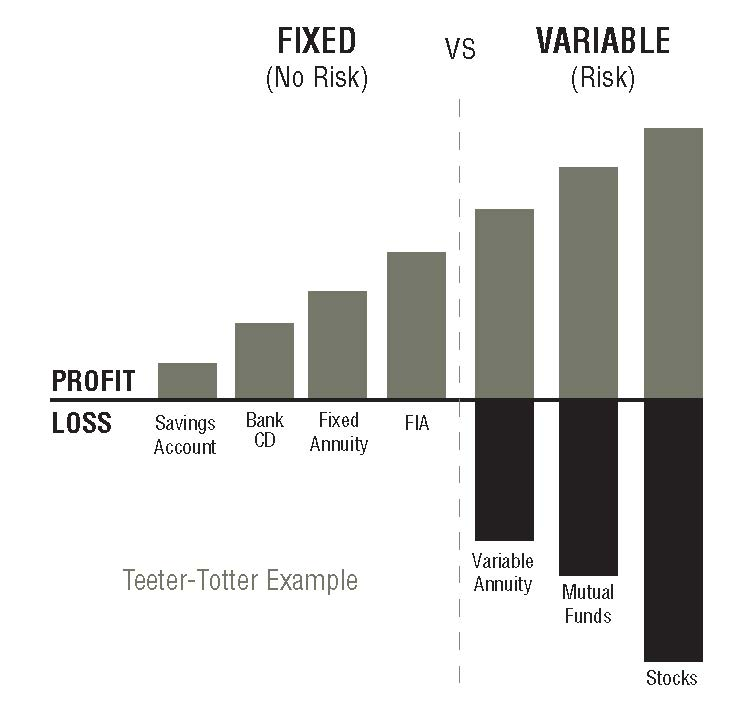 FIXED
(No Risk)
VS
VARIABLE
(Risk)
PROFIT
LOSS
Savings
Account
Bank
CD
Fixed
Annuity
FIA
Variable
Annuity
Mutual
Funds
Stocks
Teeter-Totter Example